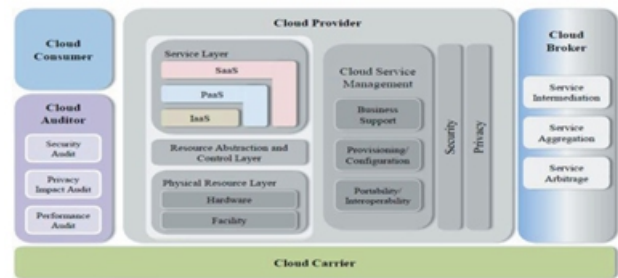 Cloud
Consumer
Cloud
Auditor
Security
Audit
Privacy
Impact Audit
Performance
Audit
Cloud Provider
Service Layer
SaaS
PaaS
IaaS
Resource Abstraction and
Control Layer
Physical Resource Layer
Hardware
Facility
Cloud Service
Management
Business
Support
Provisioning/
Configuration
Portability/
Interoperability
Security
Privacy
Cloud
Broker
Service
Intermediation
Service
Aggregation
Service
Arbitrage
Cloud Carrier